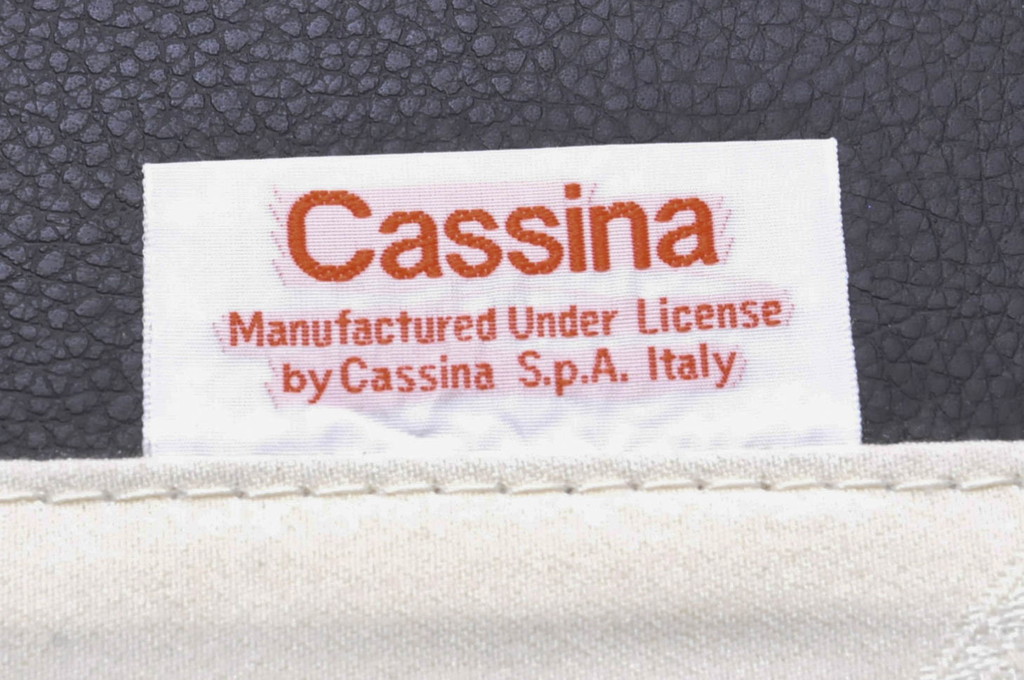 Cassina
Manufactured Under License
by Cassina S.p.A. Italy